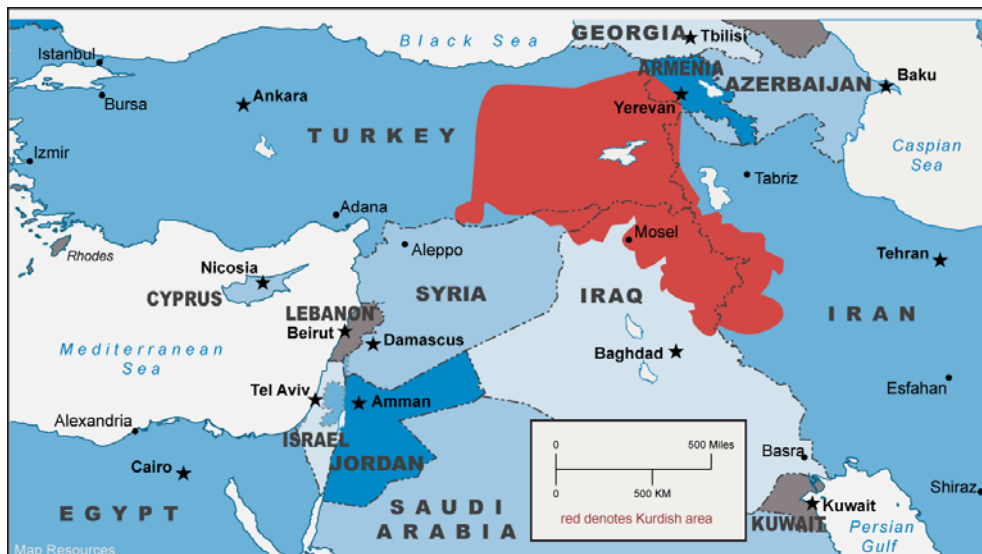 Black Sea
GEORGIA
Tbilisi
Istanbul
ARMENIA
AZERBAIJAN
Baku
Bursa
Ankara
Yerevan
TURKEY
Caspian
Sea
Izmir
Tabriz
Adana
Mosel
Aleppo
Rhodes
Nicosia
Tehran
CYPRUS
SYRIA
IRAQ
LEBANON
IRAN
Beirut
Damascus
Mediterranean
Sea
Baghdad
Tel Aviv
Amman
Esfahan
Alexandria
ISRAEL
0 500 Miles
Basra
Cairo
JORDAN
0 500 KM
Shiraz
EGYPT
SAUDI
ARABIA
red denotes Kurdish area
KUWAIT
Kuwait
Persian
Gulf
Map Resources